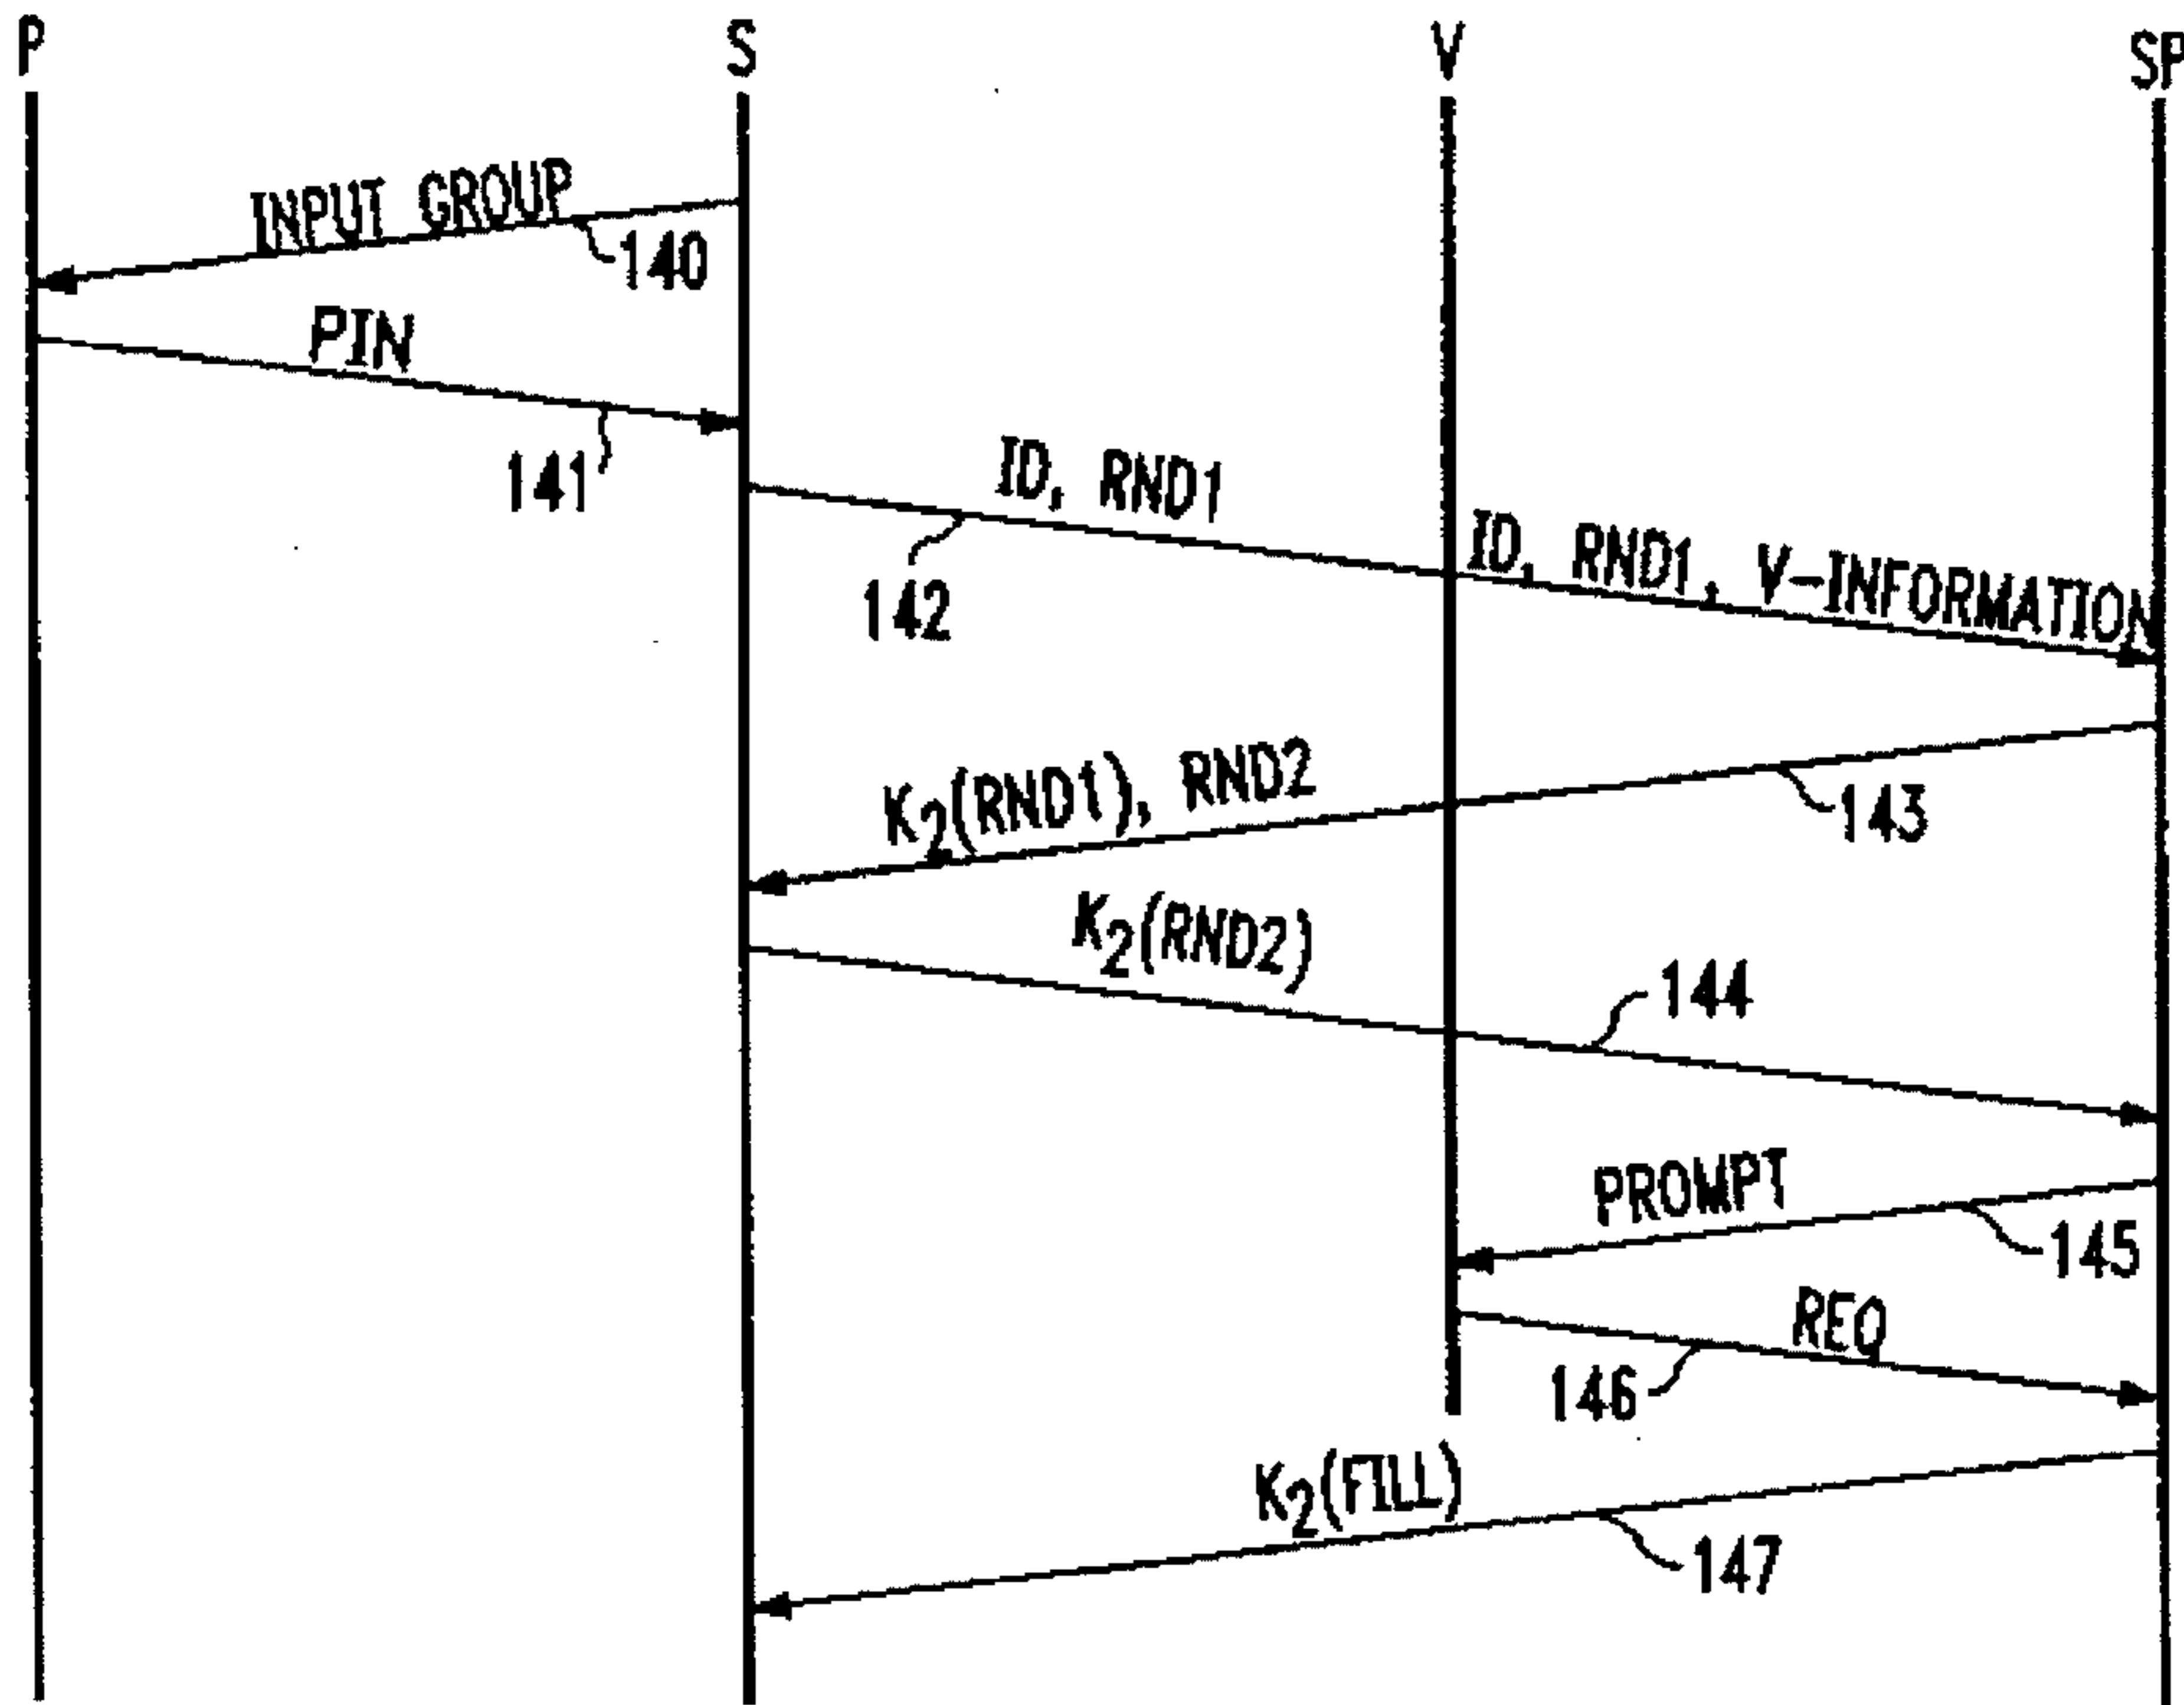 P S V SP
INPUT GROUP
140
PIN
141
ID, RND1
142
ID, RND1, V-INFORMATION
K2(RND1), RND2
143
K2(RND2)
144
PROMPT
145
REQ
146
K2(FILL)
147